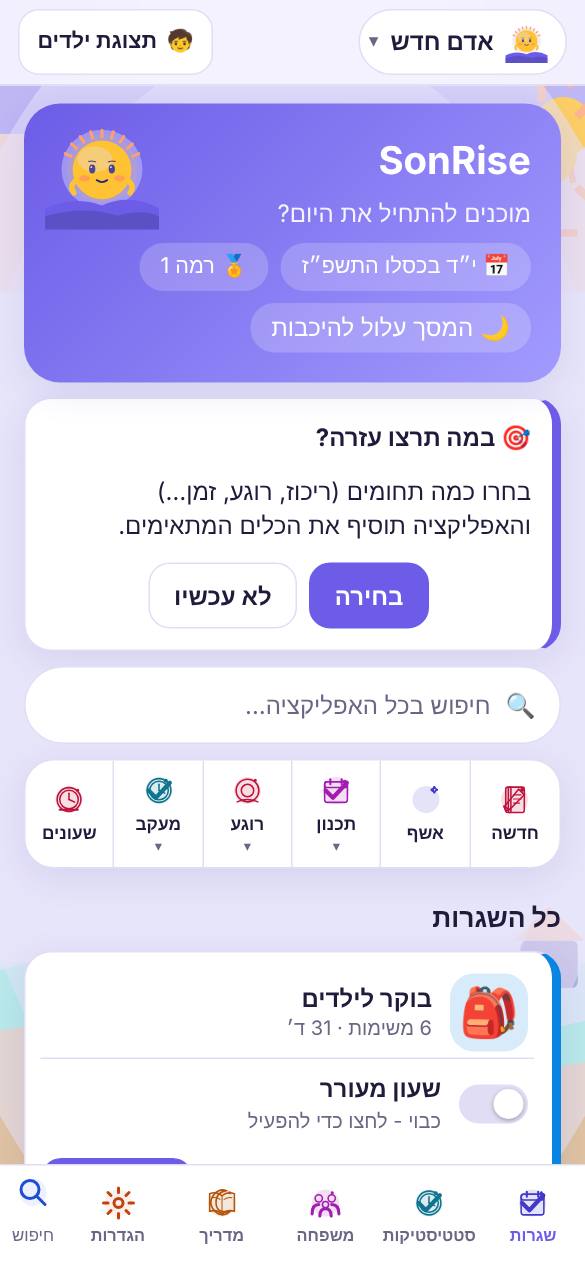 אדם חדש ▼
תצוגת ילדים
SonRise
מוכנים להתחיל את היום?
י״ד בכסלו התשפ״ז
רמה 1
המסך עלול להיכבות
במה תרצו עזרה?
בחרו כמה תחומים (ריכוז, רוגע, זמן...)
והאפליקציה תוסיף את הכלים המתאימים.
בחירה
לא עכשיו
חיפוש בכל האפליקציה...
חדשה
אשף
תכנון
רוגע
מעקב
שעונים
כל השגרות
בוקר לילדים
6 משימות · 31 ד׳
שעון מעורר
כבוי - לחצו כדי להפעיל
שגרות
סטטיסטיקות
משפחה
מדריך
הגדרות
חיפוש